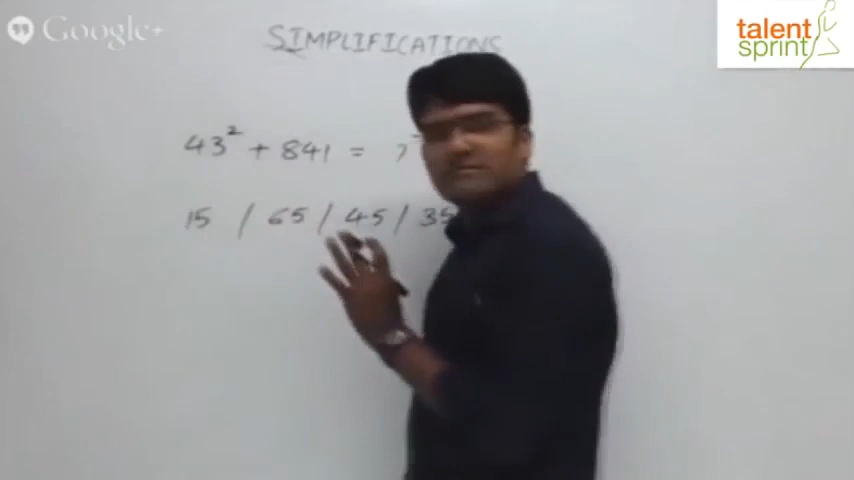 Google+
talent
sprint
SIMPLIFICATIONS
43² + 841 = ?
15 / 65 / 45 / 35